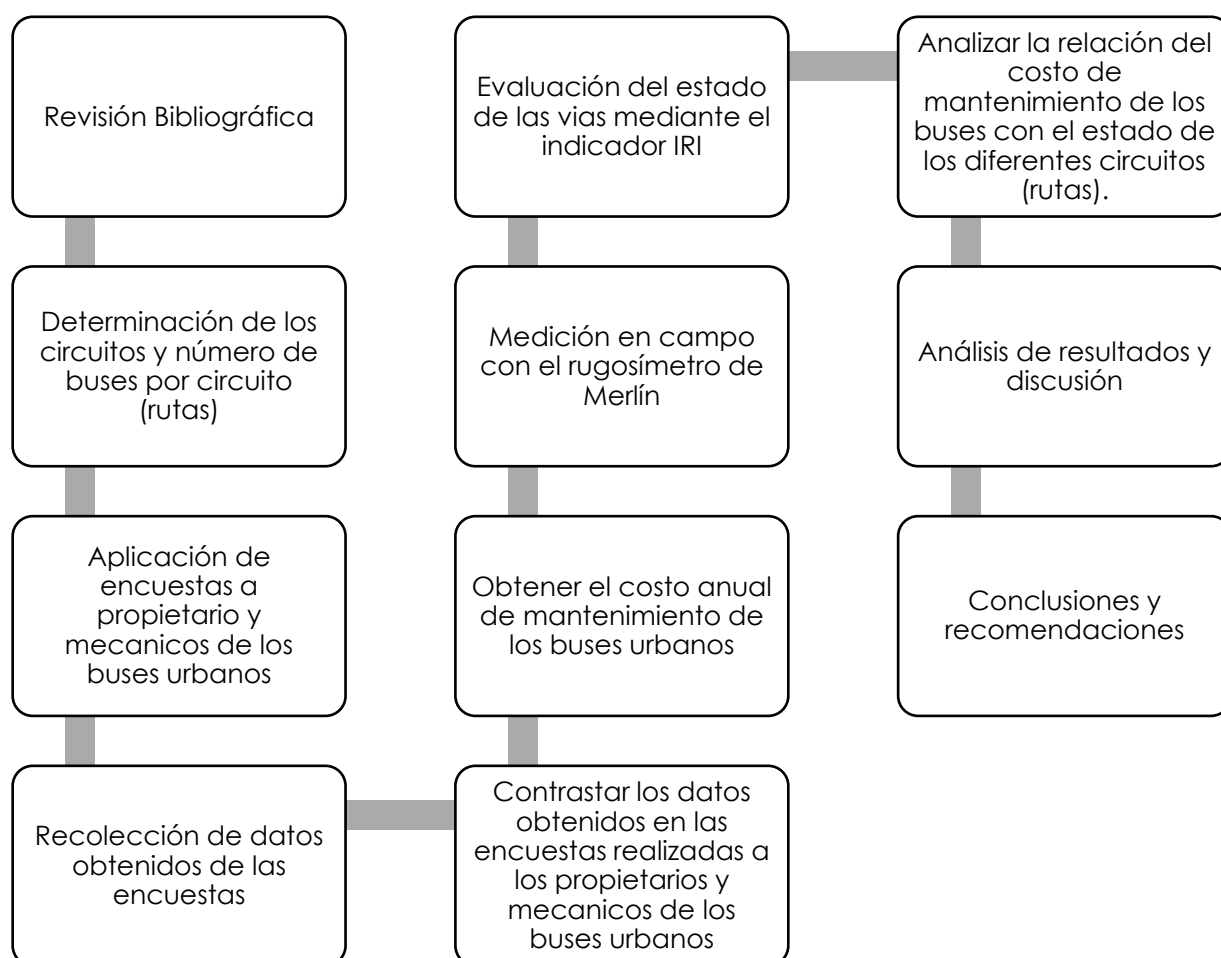 Revisión Bibliográfica
Determinación de los
circuitos y número de
buses por circuito
(rutas)
Aplicación de
encuestas a
propietario y
mecanicos de los
buses urbanos
Recolección de datos
obtenidos de las
encuestas
Contrastar los datos
obtenidos en las
encuestas realizadas a
los propietarios y
mecanicos de los
buses urbanos
Obtener el costo anual
de mantenimiento de
los buses urbanos
Medición en campo
con el rugosímetro de
Merlín
Evaluación del estado
de las vias mediante el
indicador IRI
Analizar la relación del
costo de
mantenimiento de los
buses con el estado de
los diferentes circuitos
(rutas).
Análisis de resultados y
discusión
Conclusiones y
recomendaciones